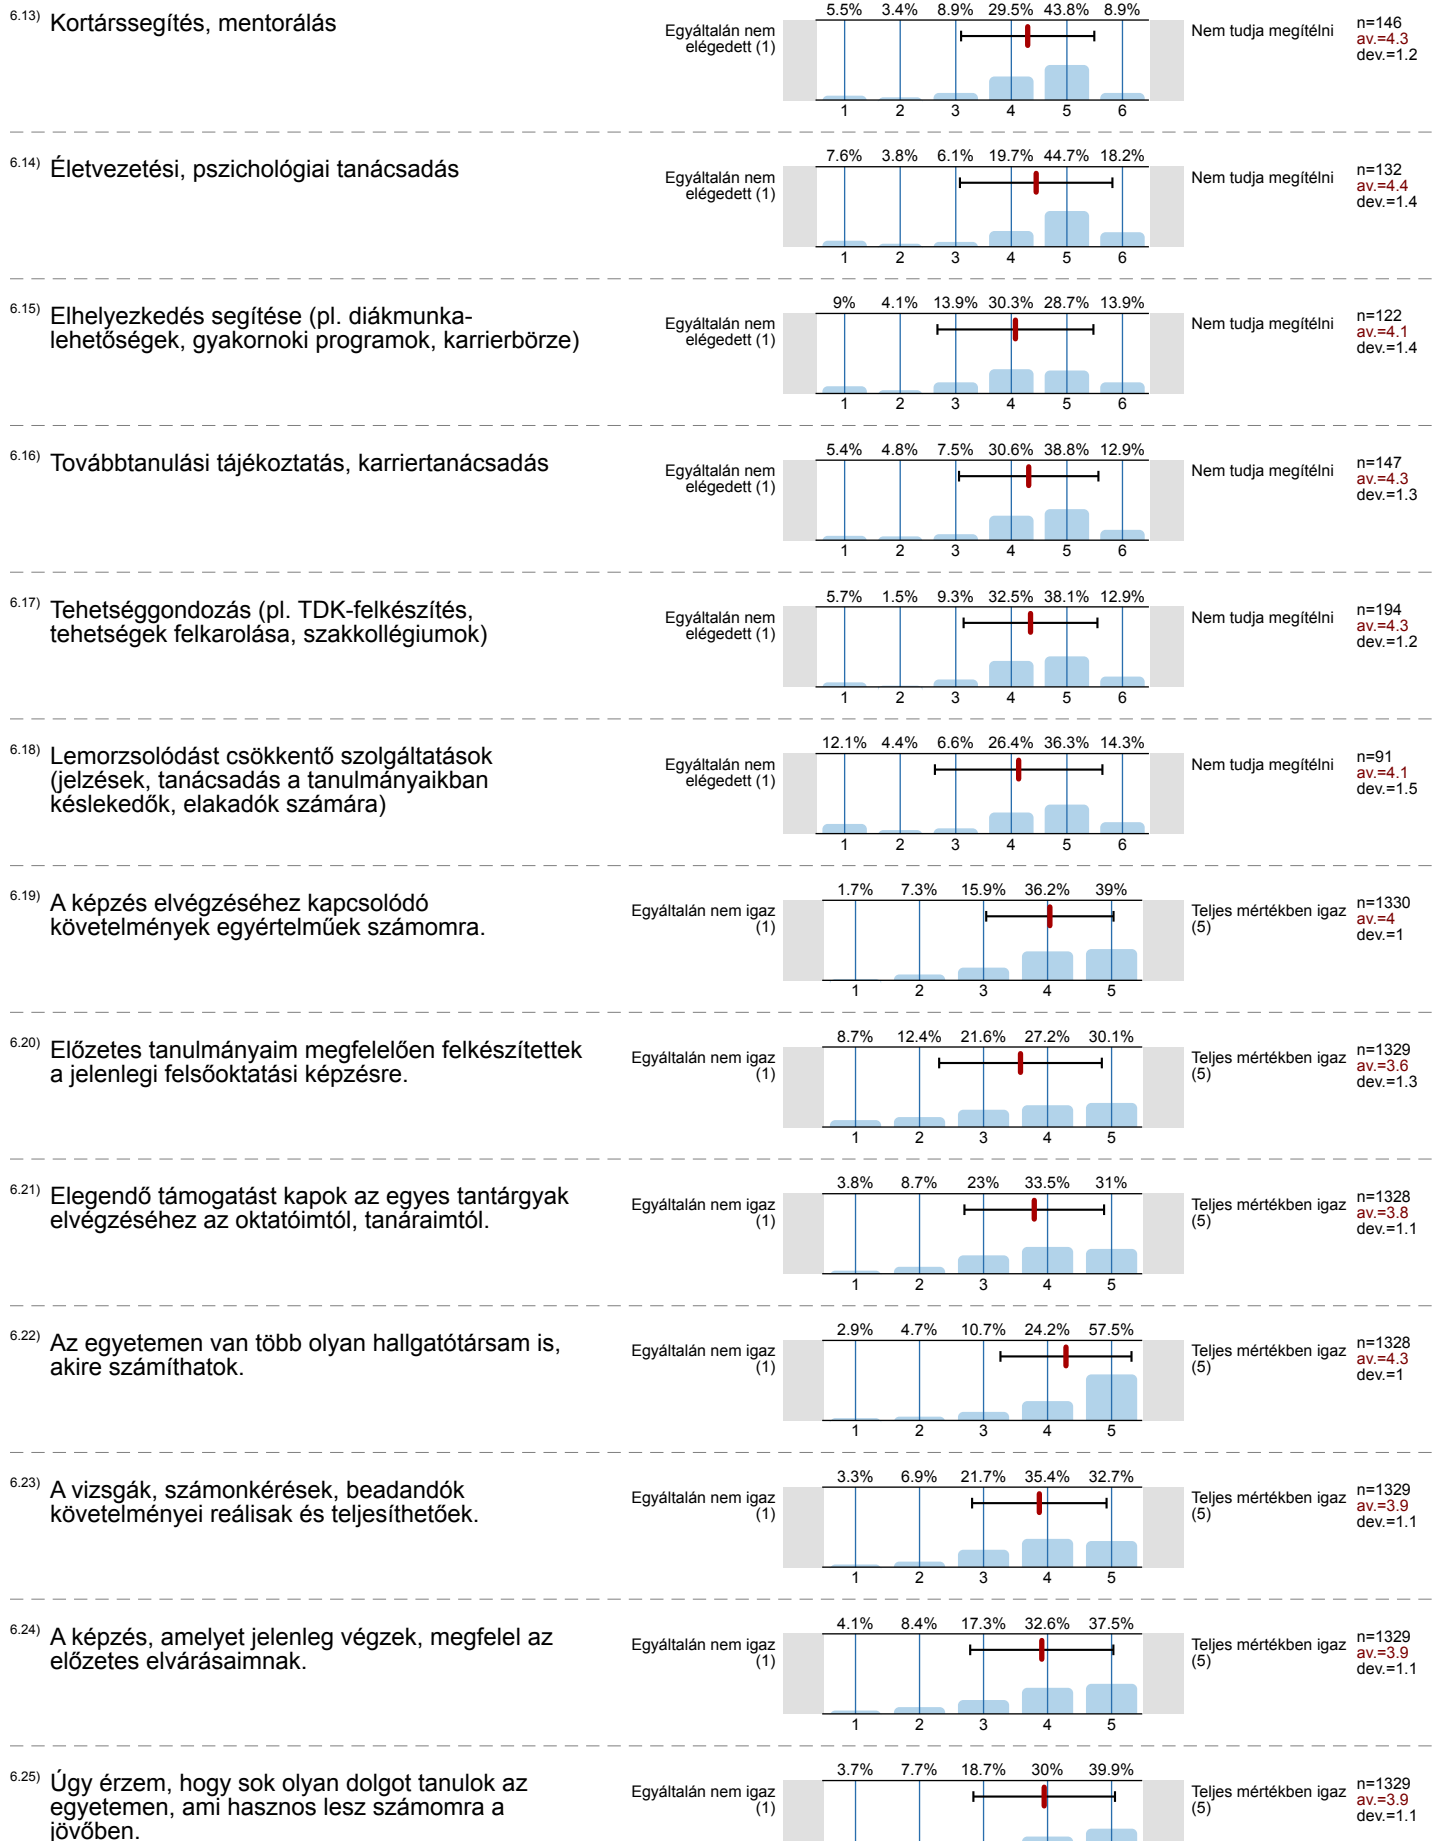 6.13) Kortárssegítés, mentorálás
Egyáltalán nem
elégedett (1)
5.5% 3.4% 8.9% 29.5% 43.8% 8.9%
1 2 3 4 5 6
Nem tudja megítélni
n=146
av.=4.3
dev.=1.2
6.14) Életvezetési, pszichológiai tanácsadás
Egyáltalán nem
elégedett (1)
7.6% 3.8% 6.1% 19.7% 44.7% 18.2%
1 2 3 4 5 6
Nem tudja megítélni
n=132
av.=4.4
dev.=1.4
6.15) Elhelyezkedés segítése (pl. diákmunka-
lehetőségek, gyakornoki programok, karrierbörze)
Egyáltalán nem
elégedett (1)
9% 4.1% 13.9% 30.3% 28.7% 13.9%
1 2 3 4 5 6
Nem tudja megítélni
n=122
av.=4.1
dev.=1.4
6.16) Továbbtanulási tájékoztatás, karriertanácsadás
Egyáltalán nem
elégedett (1)
5.4% 4.8% 7.5% 30.6% 38.8% 12.9%
1 2 3 4 5 6
Nem tudja megítélni
n=147
av.=4.3
dev.=1.3
6.17) Tehetséggondozás (pl. TDK-felkészítés,
tehetségek felkarolása, szakkollégiumok)
Egyáltalán nem
elégedett (1)
5.7% 1.5% 9.3% 32.5% 38.1% 12.9%
1 2 3 4 5 6
Nem tudja megítélni
n=194
av.=4.3
dev.=1.2
6.18) Lemorzsolódást csökkentő szolgáltatások
(jelzések, tanácsadás a tanulmányaikban
késlekedők, elakadók számára)
Egyáltalán nem
elégedett (1)
12.1% 4.4% 6.6% 26.4% 36.3% 14.3%
1 2 3 4 5 6
Nem tudja megítélni
n=91
av.=4.1
dev.=1.5
6.19) A képzés elvégzéséhez kapcsolódó
követelmények egyértelműek számomra.
Egyáltalán nem igaz
(1)
1.7% 7.3% 15.9% 36.2% 39%
1 2 3 4 5
Teljes mértékben igaz
(5)
n=1330
av.=4
dev.=1
6.20) Előzetes tanulmányaim megfelelően felkészítettek
a jelenlegi felsőoktatási képzésre.
Egyáltalán nem igaz
(1)
8.7% 12.4% 21.6% 27.2% 30.1%
1 2 3 4 5
Teljes mértékben igaz
(5)
n=1329
av.=3.6
dev.=1.3
6.21) Elegendő támogatást kapok az egyes tantárgyak
elvégzéséhez az oktatóimtól, tanáraimtól.
Egyáltalán nem igaz
(1)
3.8% 8.7% 23% 33.5% 31%
1 2 3 4 5
Teljes mértékben igaz
(5)
n=1328
av.=3.8
dev.=1.1
6.22) Az egyetemen van több olyan hallgatótársam is,
akire számíthatok.
Egyáltalán nem igaz
(1)
2.9% 4.7% 10.7% 24.2% 57.5%
1 2 3 4 5
Teljes mértékben igaz
(5)
n=1328
av.=4.3
dev.=1
6.23) A vizsgák, számonkérések, beadandók
követelményei reálisak és teljesíthetőek.
Egyáltalán nem igaz
(1)
3.3% 6.9% 21.7% 35.4% 32.7%
1 2 3 4 5
Teljes mértékben igaz
(5)
n=1329
av.=3.9
dev.=1.1
6.24) A képzés, amelyet jelenleg végzek, megfelel az
előzetes elvárásaimnak.
Egyáltalán nem igaz
(1)
4.1% 8.4% 17.3% 32.6% 37.5%
1 2 3 4 5
Teljes mértékben igaz
(5)
n=1329
av.=3.9
dev.=1.1
6.25) Úgy érzem, hogy sok olyan dolgot tanulok az
egyetemen, ami hasznos lesz számomra a
jövőben.
Egyáltalán nem igaz
(1)
3.7% 7.7% 18.7% 30% 39.9%
Teljes mértékben igaz
(5)
n=1329
av.=3.9
dev.=1.1